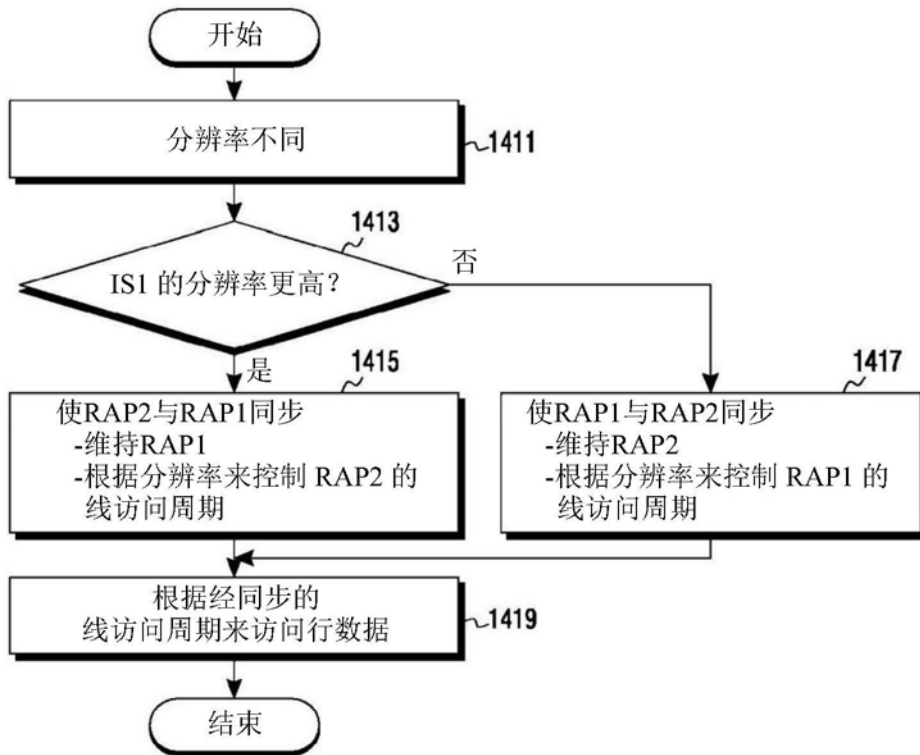 开始
分辨率不同
1411
1413
IS1 的分辨率更高？
否
是
1415
使RAP2与RAP1同步
-维持RAP1
-根据分辨率来控制 RAP2 的
线访问周期
1417
使RAP1与RAP2同步
-维持RAP2
-根据分辨率来控制 RAP1 的
线访问周期
根据经同步的
线访问周期来访问行数据
1419
结束